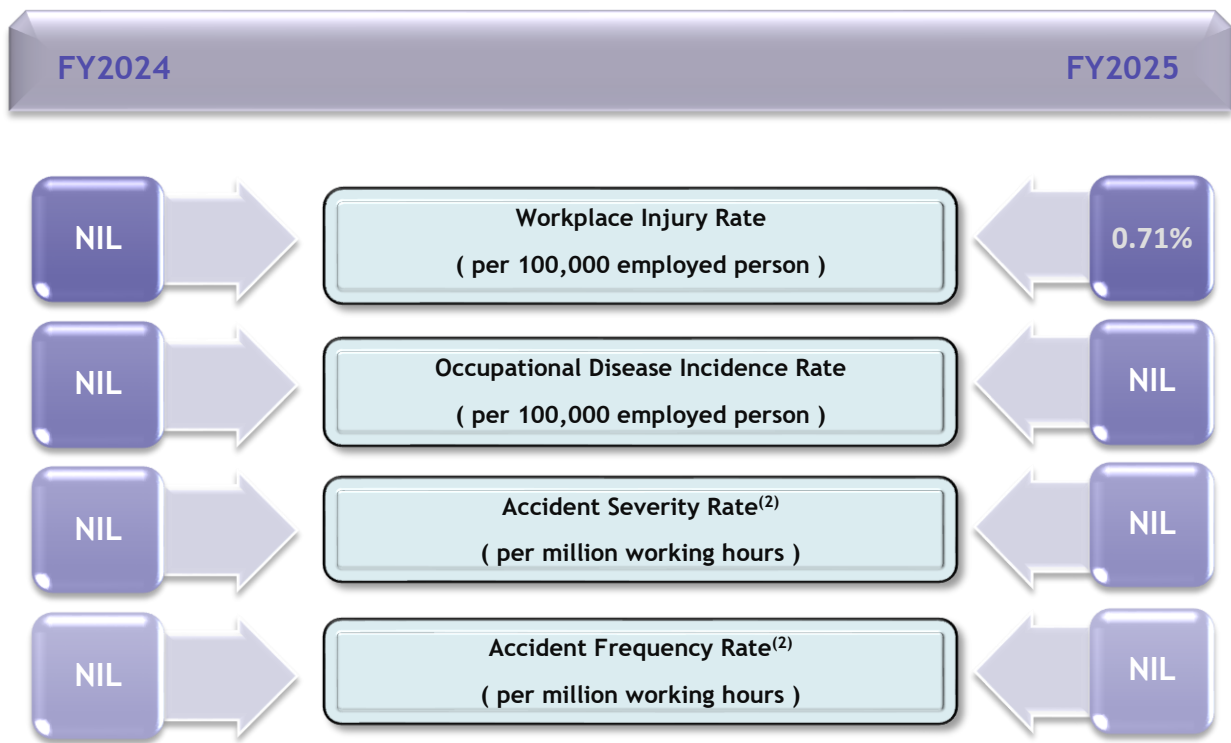 FY2024 FY2025
NIL
Workplace Injury Rate
( per 100,000 employed person )
0.71%
NIL
Occupational Disease Incidence Rate
( per 100,000 employed person )
NIL
NIL
Accident Severity Rate(2)
( per million working hours )
NIL
NIL
Accident Frequency Rate(2)
( per million working hours )
NIL